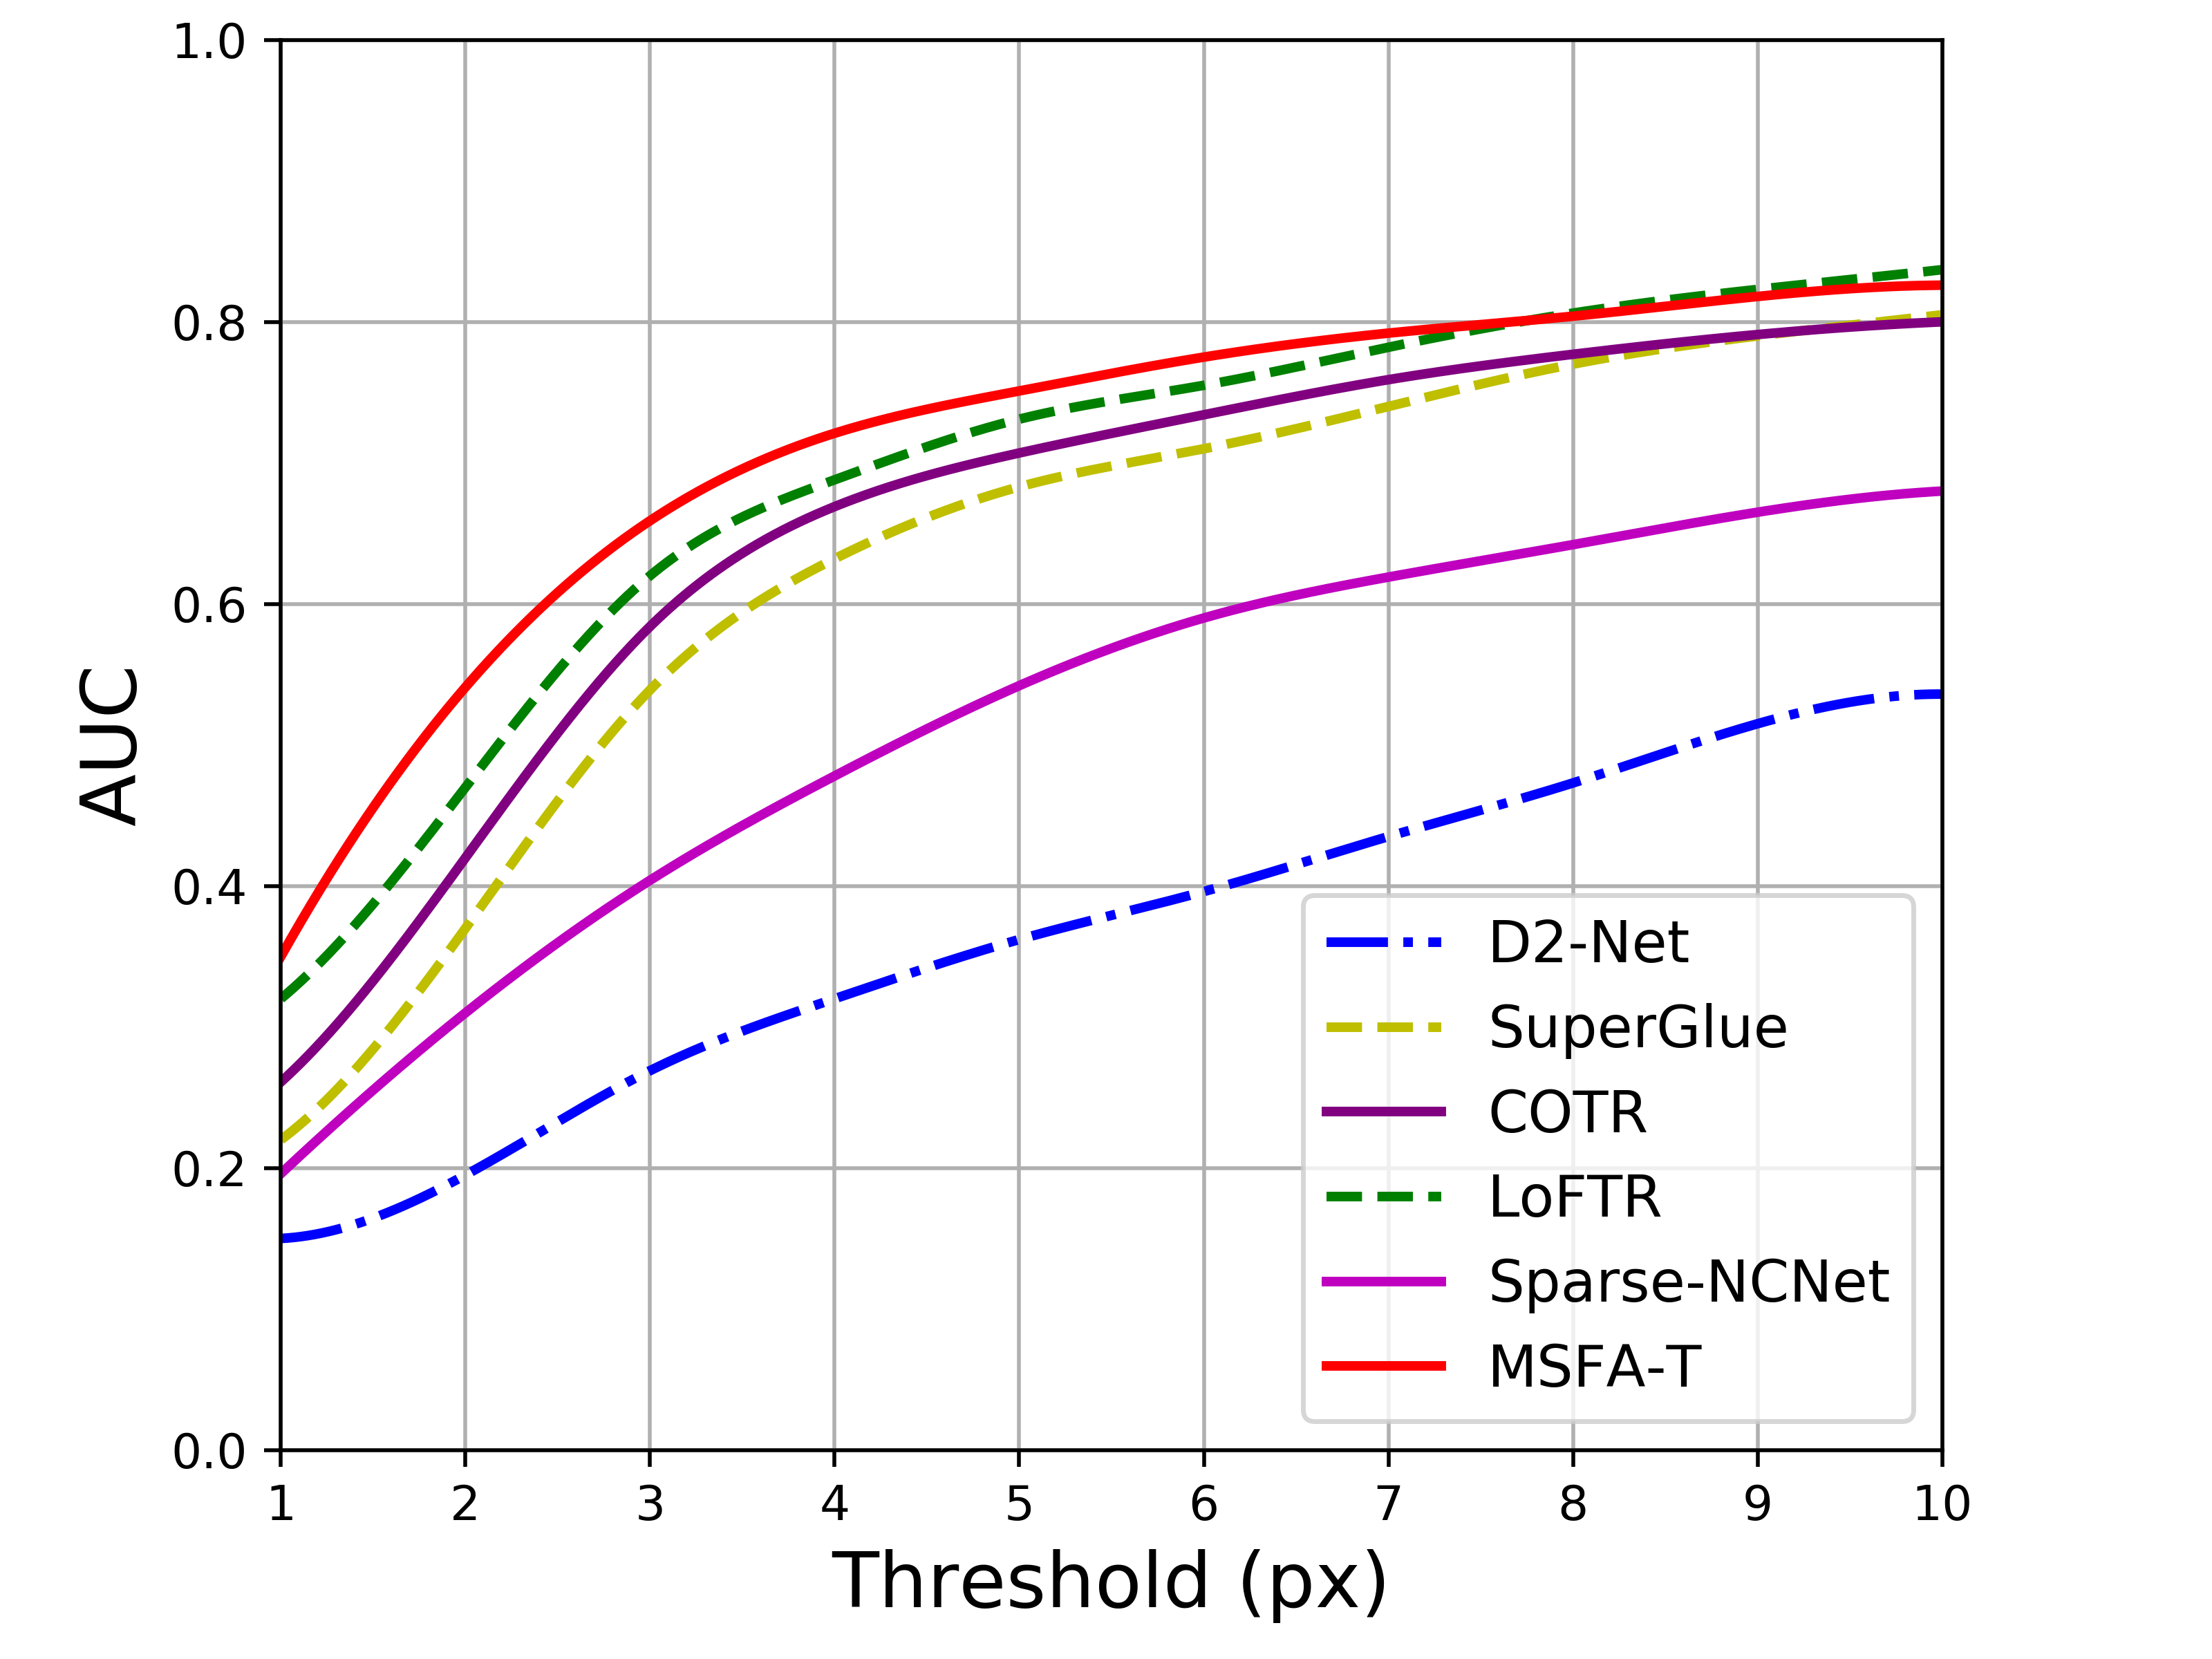 1.0
0.8
0.6
0.4
0.2
0.0
AUC
D2-Net
SuperGlue
COTR
LoFTR
Sparse-NCNet
MSFA-T
1 2 3 4 5 6 7 8 9 10
Threshold (px)